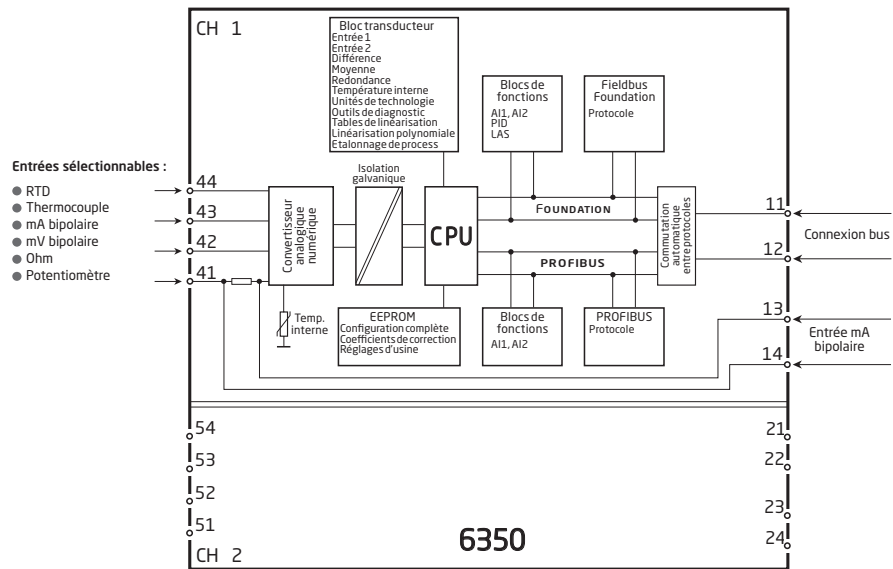 CH 1
Bloc transducteur
Entrée 1
Entrée 2
Différence
Moyenne
Redondance
Température interne
Unités de technologie
Outils de diagnostic
Tables de linéarisation
Linéarisation polynomiale
Etalonnage de process
Blocs de
fonctions
AI1, AI2
PID
LAS
Fieldbus
Foundation
Protocole
Entrées sélectionnables :
RTD
Thermocouple
mA bipolaire
mV bipolaire
Ohm
Potentiomètre
44
43
42
41
Convertisseur
analogique
numérique
Isolation
galvanique
CPU
FOUNDATION
PROFIBUS
Commutation
automatique
entre protocoles
11
Connexion bus
12
13
Entrée mA
bipolaire
14
Temp.
interne
EEPROM
Configuration complète
Coefficients de correction
Réglages d'usine
Blocs de
fonctions
AI1, AI2
PROFIBUS
Protocole
54
53
52
51
21
22
23
24
6350
CH 2